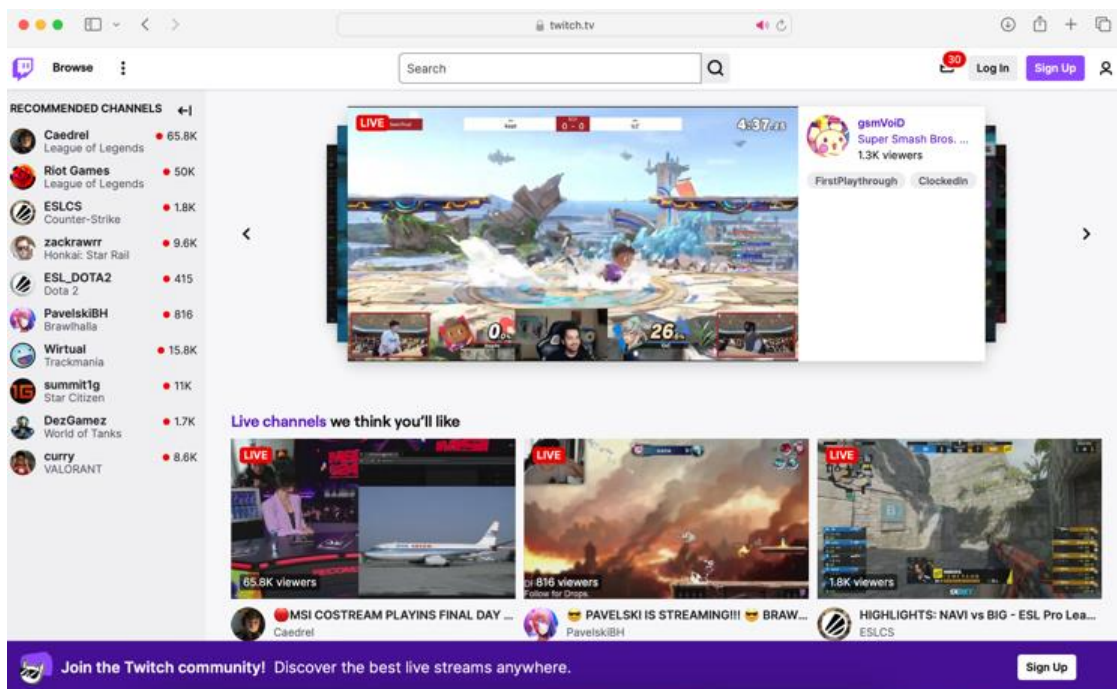 twitch.tv
Browse
Search
30
Log In
Sign Up
RECOMMENDED CHANNELS
Caedrel
League of Legends
65.8K
Riot Games
League of Legends
50K
ESLCS
Counter-Strike
1.8K
zackrawrr
Honkai: Star Rail
9.6K
ESL_DOTA2
Dota 2
415
PavelskiBH
Brawlhalla
816
Wirtual
Trackmania
15.8K
summit1g
Star Citizen
11K
DezGamez
World of Tanks
1.7K
curry
VALORANT
8.6K
LIVE
0 - 0
4:37
0
26
gsmVoiD
Super Smash Bros. ...
1.3K viewers
FirstPlaythrough ClockedIn
Live channels we think you'll like
LIVE
65.8K viewers
MSI COSTREAM PLAYINS FINAL DAY ...
Caedrel
LIVE
816 viewers
Follow for Drops
PAVELSKI IS STREAMING!!! BRAW...
PavelskiBH
LIVE
1.8K viewers
HIGHLIGHTS: NAVI vs BIG - ESL Pro Lea...
ESLCS
Join the Twitch community! Discover the best live streams anywhere.
Sign Up